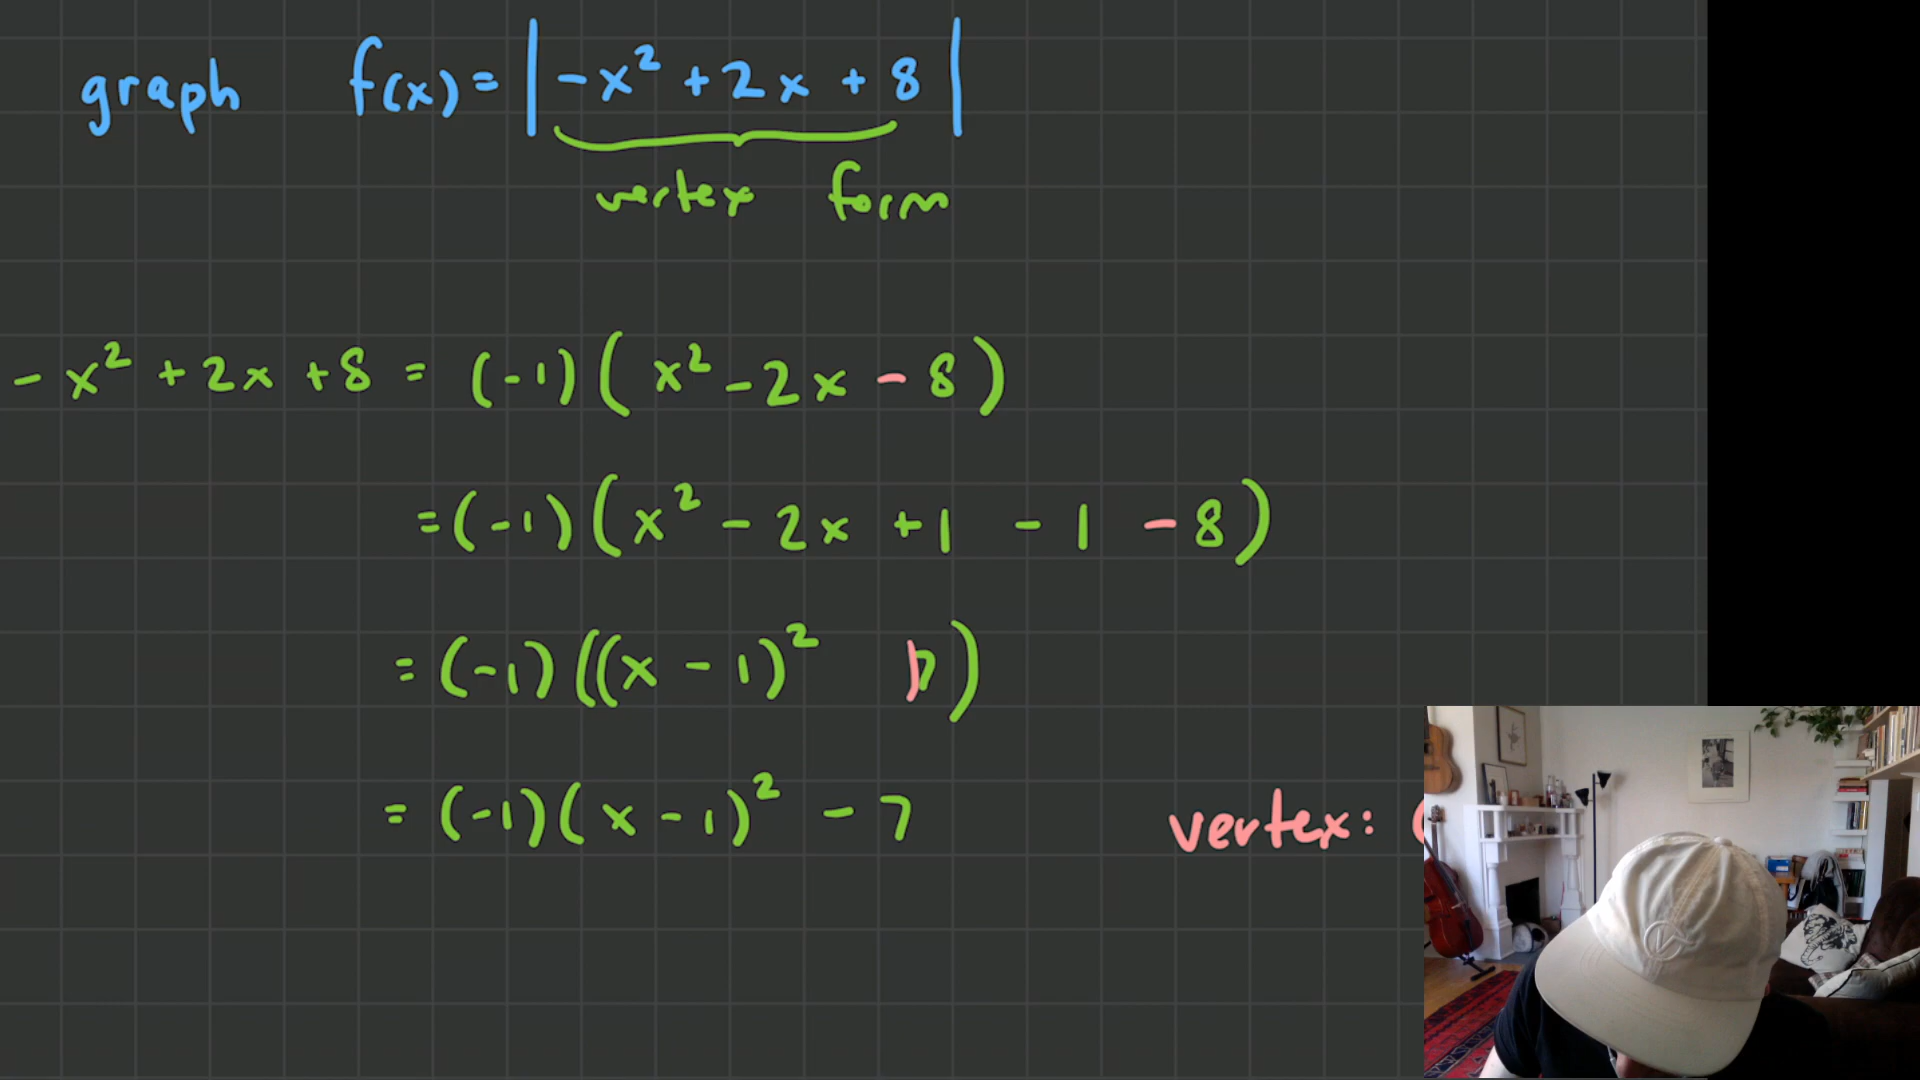 graph f(x) = | -x² + 2x + 8 |
vertex form
-x² + 2x + 8 = (-1)(x² - 2x - 8)
= (-1)(x² - 2x + 1 - 1 - 8)
= (-1)((x - 1)² 7)
= (-1)(x - 1)² - 7
vertex: (